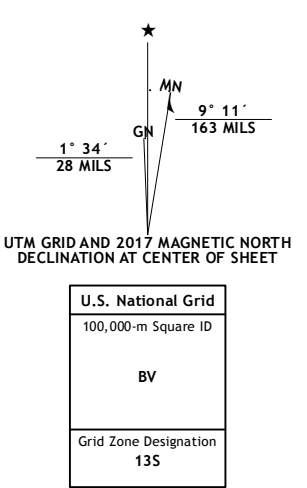 MN
9° 11´
163 MILS
GN
1° 34´
28 MILS
UTM GRID AND 2017 MAGNETIC NORTH
DECLINATION AT CENTER OF SHEET
U.S. National Grid
100,000-m Square ID
BV
Grid Zone Designation
13S